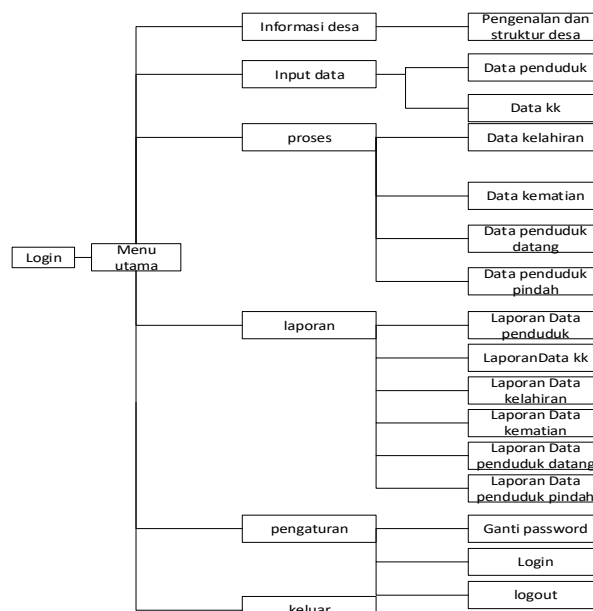 Informasi desa
Pengenalan dan
struktur desa
Input data
Data penduduk
Data kk
proses
Data kelahiran
Data kematian
Data penduduk
datang
Data penduduk
pindah
Login
Menu
utama
laporan
Laporan Data
penduduk
LaporanData kk
Laporan Data
kelahiran
Laporan Data
kematian
Laporan Data
penduduk datang
Laporan Data
penduduk pindah
pengaturan
Ganti password
Login
logout
keluar